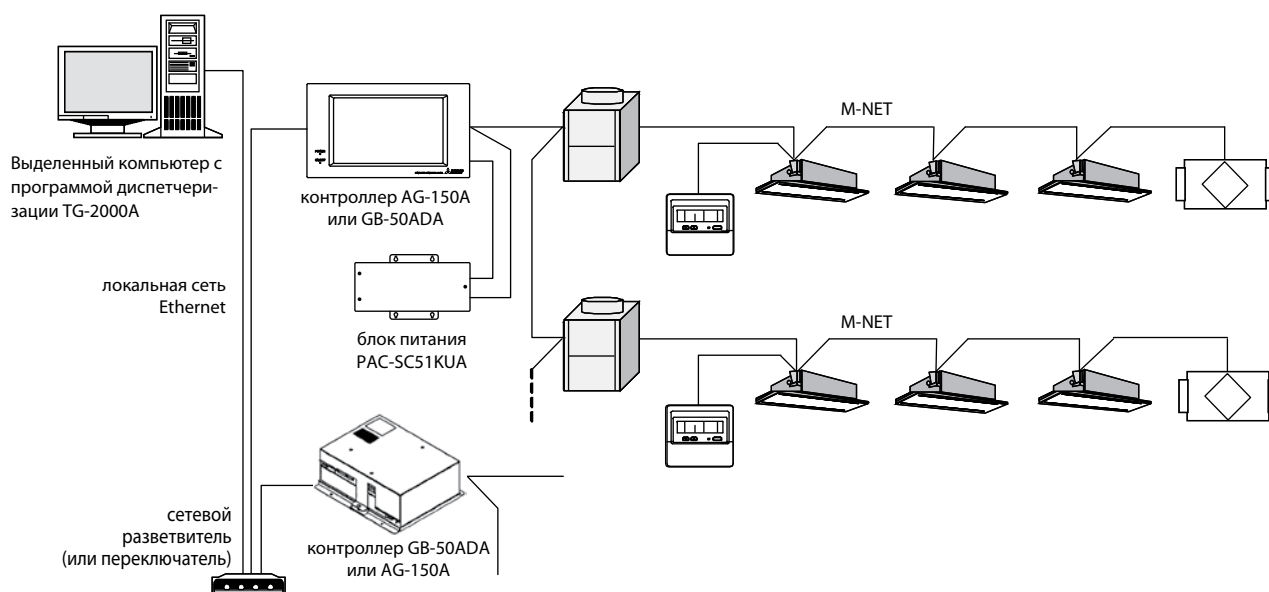 Выделенный компьютер с
программой диспетчери-
зации TG-2000A
контроллер AG-150A
или GB-50ADA
M-NET
локальная сеть
Ethernet
блок питания
PAC-SC51KUA
M-NET
сетевой
разветвитель
(или переключатель)
контроллер GB-50ADA
или AG-150A